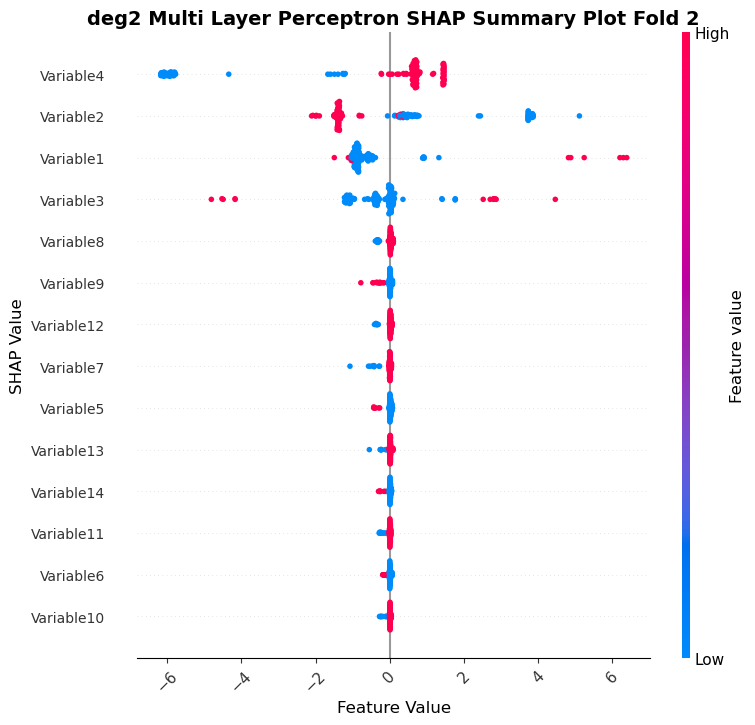 deg2 Multi Layer Perceptron SHAP Summary Plot Fold 2
High
Variable4
Variable2
Variable1
Variable3
Variable8
Variable9
Variable12
Variable7
Variable5
Variable13
Variable14
Variable11
Variable6
Variable10
SHAP Value
Feature value
Low
−6 −4 −2 0 2 4 6
Feature Value